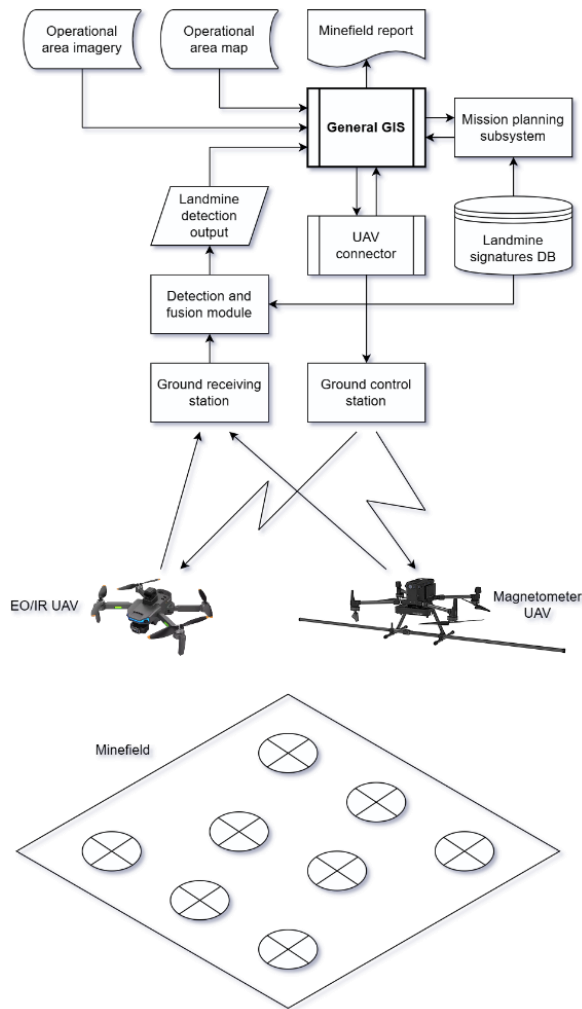 Operational
area imagery
Operational
area map
Minefield report
General GIS
Mission planning
subsystem
Landmine
detection
output
UAV
connector
Landmine
signatures DB
Detection and
fusion module
Ground receiving
station
Ground control
station
EO/IR UAV
Magnetometer
UAV
Minefield